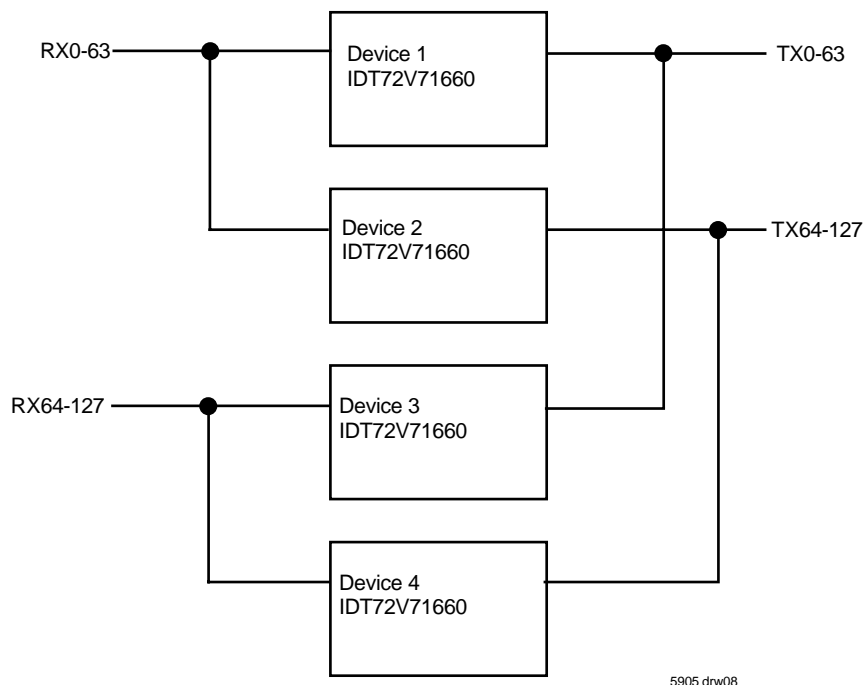 RX0-63
Device 1
IDT72V71660
TX0-63
Device 2
IDT72V71660
TX64-127
RX64-127
Device 3
IDT72V71660
Device 4
IDT72V71660
5905 drw08